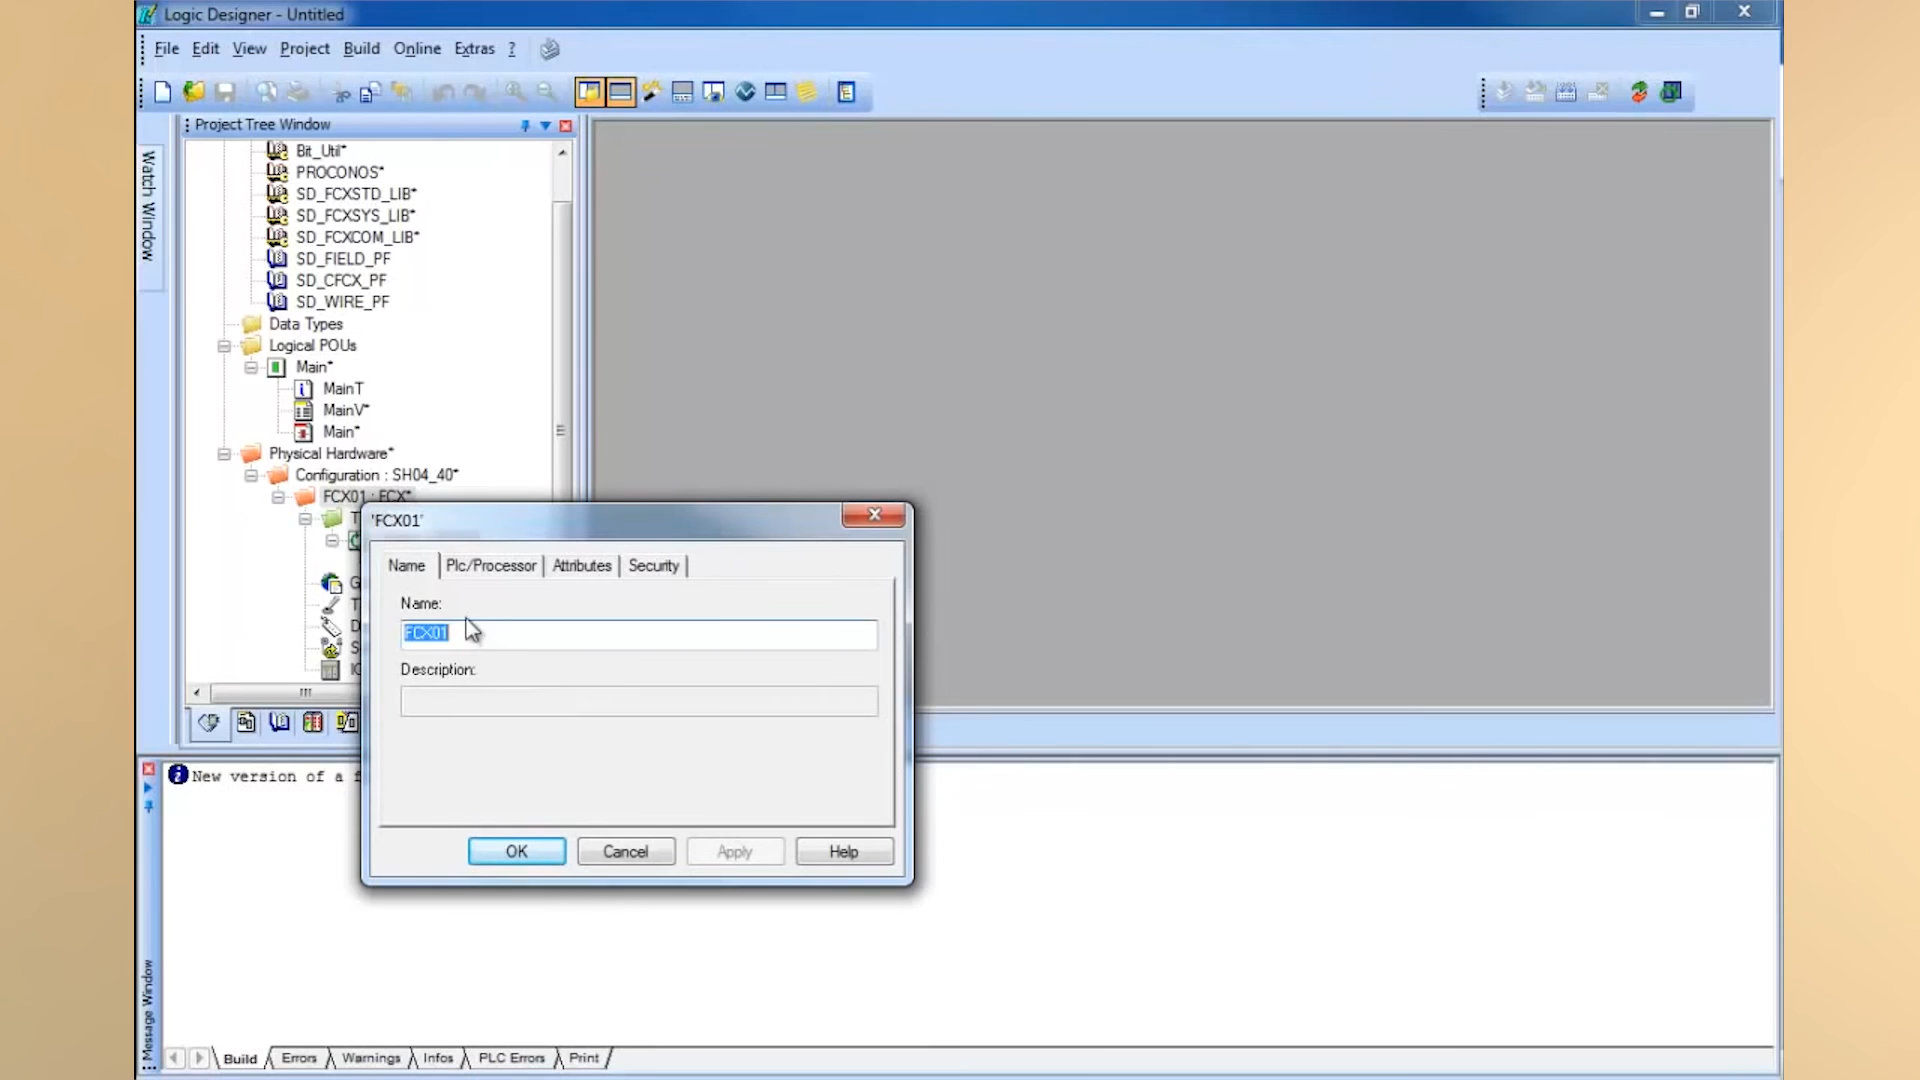 Logic Designer - Untitled
File Edit View Project Build Online Extras ?
Project Tree Window
Watch Window
Bit_Util*
PROCONOS*
SD_FCXSTD_LIB*
SD_FCXSYS_LIB*
SD_FCXCOM_LIB*
SD_FIELD_PF
SD_CFCX_PF
SD_WIRE_PF
Data Types
Logical POUs
Main*
MainT
MainV*
Main*
Physical Hardware*
Configuration : SH04_40*
FCX01 : FCX*
'FCX01'
Name Plc/Processor Attributes Security
Name:
FCX01
Description:
OK Cancel Apply Help
New version of a
Message Window
Build Errors Warnings Infos PLC Errors Print